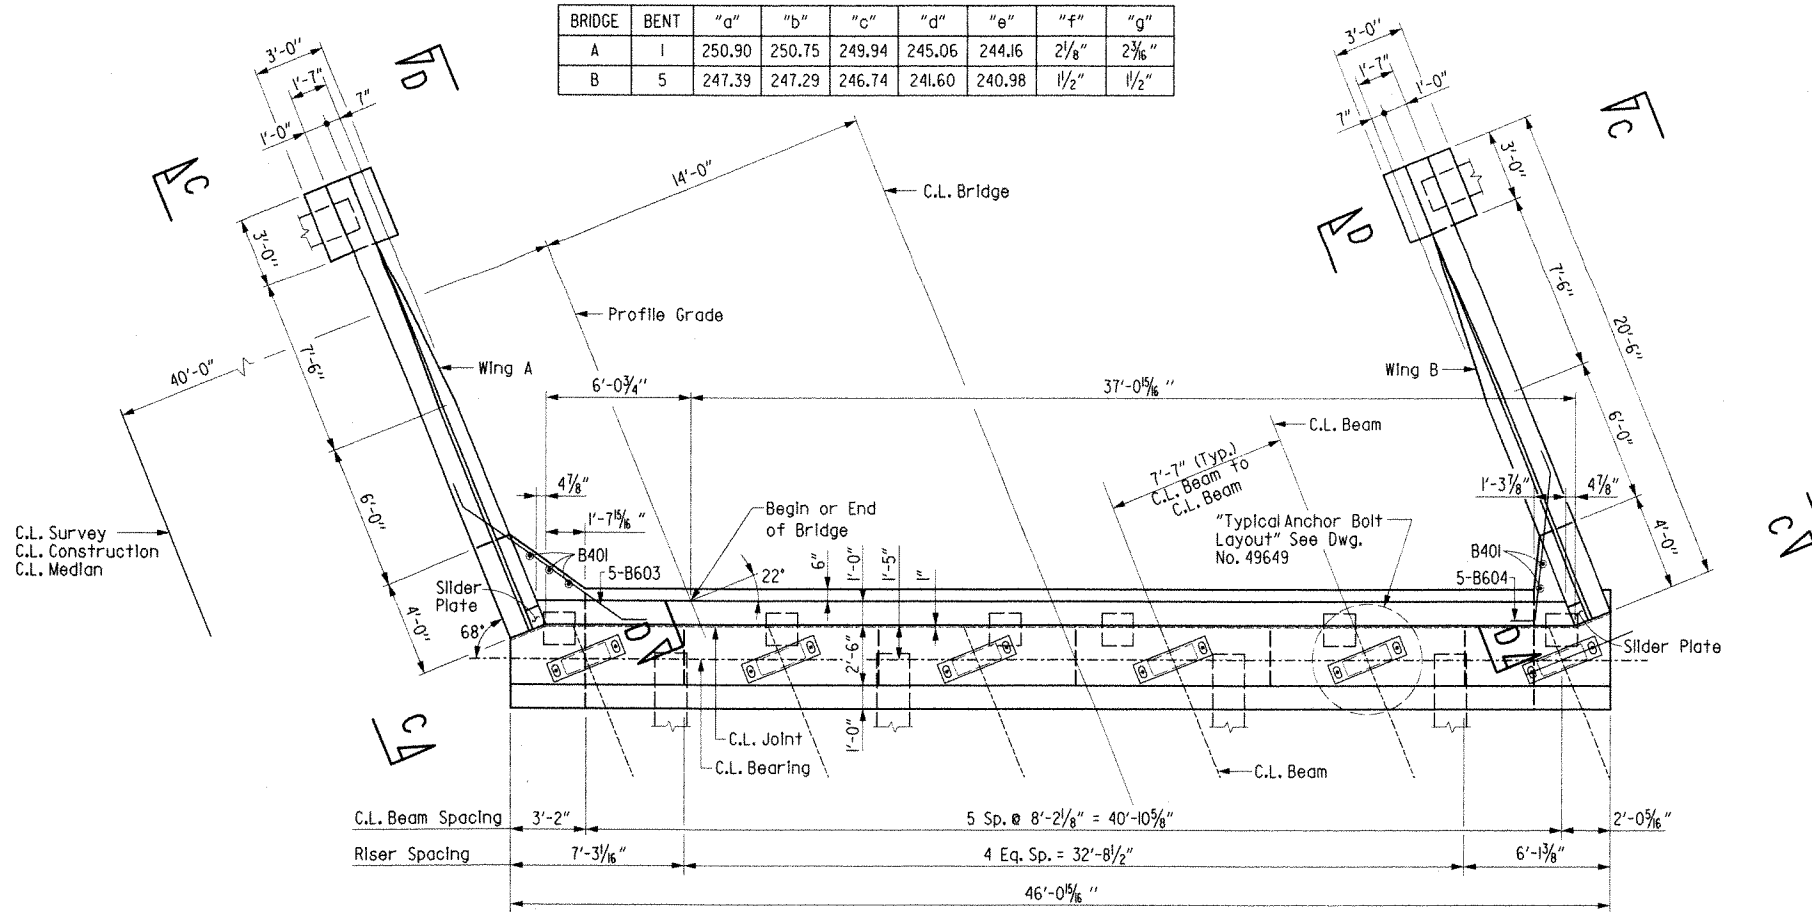 BRIDGE BENT "a" "b" "c" "d" "e" "f" "g"
A 1 250.90 250.75 249.94 245.06 244.16 2⅛" 2³⁄₁₆"
B 5 247.39 247.29 246.74 241.60 240.98 1½" 1½"
3'-0"
1'-7"
7"
1'-0"
D
C
3'-0"
14'-0"
C.L. Bridge
3'-0"
1'-7"
1'-0"
7"
C
D
3'-0"
7'-6"
20'-6"
Profile Grade
7'-6"
Wing A
40'-0"
6'-0¾"
37'-0¹⁵⁄₁₆"
Wing B
C.L. Beam
7'-7" (Typ.)
C.L. Beam to
C.L. Beam
6'-0"
4⅞"
1'-7¹⁵⁄₁₆"
Begin or End
of Bridge
"Typical Anchor Bolt
Layout" See Dwg.
No. 49649
1'-3⅞"
4⅞"
C.L. Survey
C.L. Construction
C.L. Median
6'-0"
B401
5-B603
22°
6"
1'-0"
1'-5"
1"
B401
5-B604
4'-0"
C
Slider
Plate
68°
4'-0"
D
2'-6"
D
Slider Plate
C
C.L. Joint
C.L. Bearing
1'-0"
C.L. Beam
C.L. Beam Spacing 3'-2" 5 Sp. @ 8'-2⅛" = 40'-10⅝" 2'-0⁵⁄₁₆"
Riser Spacing 7'-3¹⁄₁₆" 4 Eq. Sp. = 32'-8½" 6'-1⅜"
46'-0¹⁵⁄₁₆"